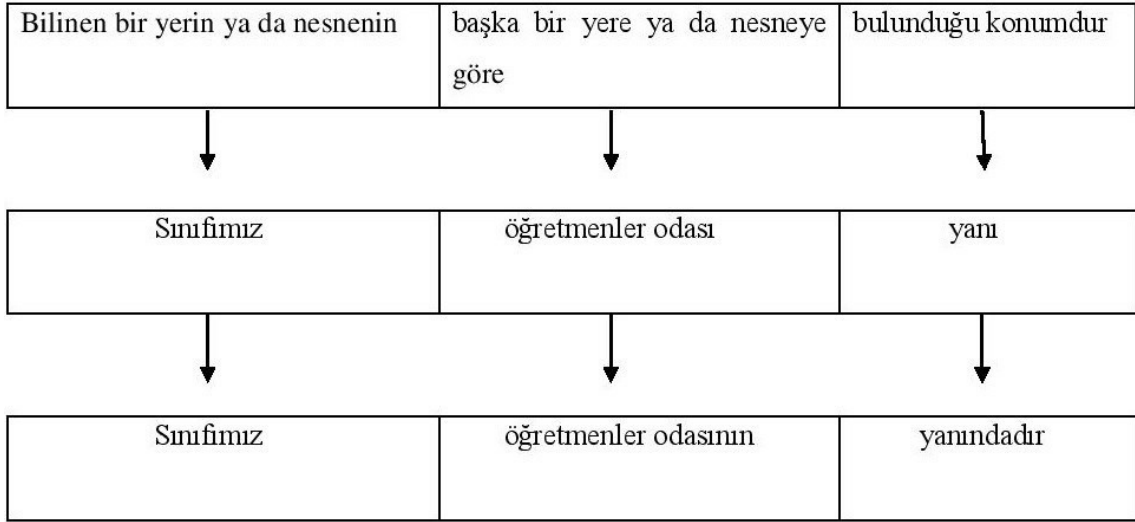 Bilinen bir yerin ya da nesnenin
başka bir yere ya da nesneye
göre
bulunduğu konumdur
Sınıfımız
öğretmenler odası
yanı
Sınıfımız
öğretmenler odasının
yanındadır